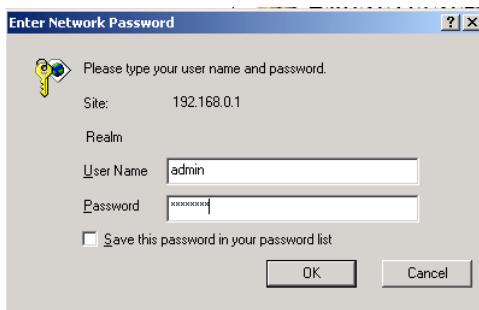 Enter Network Password
Please type your user name and password.
Site: 192.168.0.1
Realm
User Name admin
Password xxxxxxxx
Save this password in your password list
OK Cancel